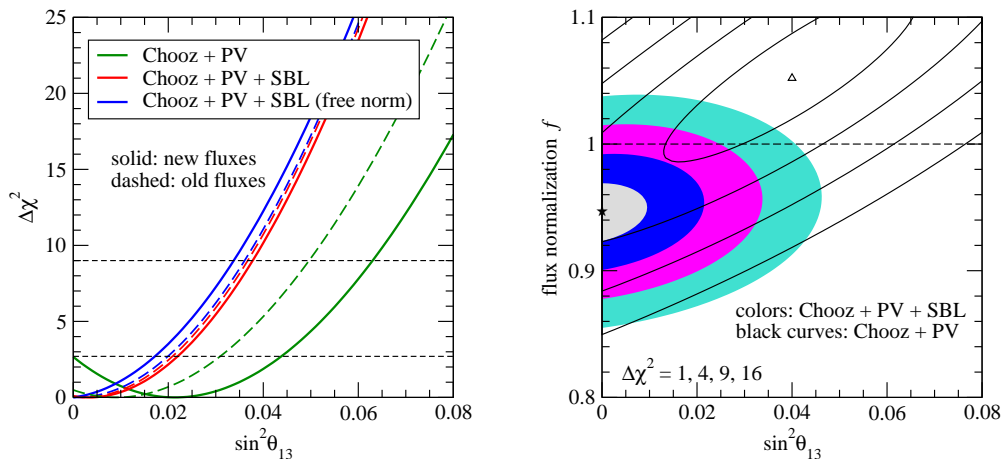 25
20
15
10
5
0
Δχ²
Chooz + PV
Chooz + PV + SBL
Chooz + PV + SBL (free norm)
solid: new fluxes
dashed: old fluxes
0
0.02
0.04
0.06
0.08
sin²θ₁₃
1.1
1
0.9
0.8
flux normalization f
colors: Chooz + PV + SBL
black curves: Chooz + PV
Δχ² = 1, 4, 9, 16
0
0.02
0.04
0.06
0.08
sin²θ₁₃